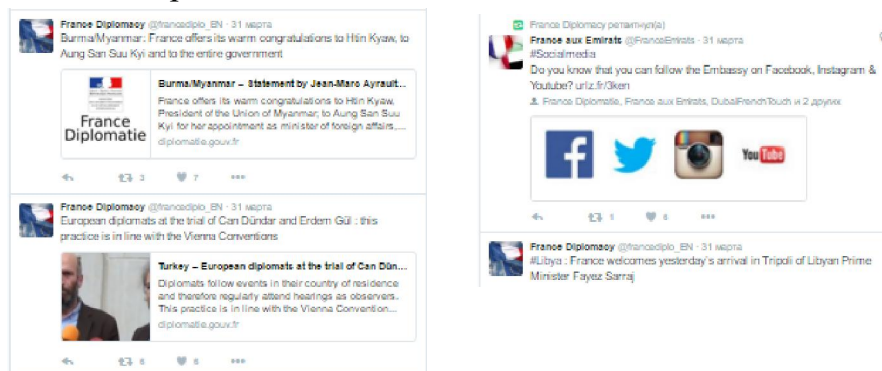 France Diplomacy @francediplo_EN · 31 марта
Burma/Myanmar: France offers its warm congratulations to Htin Kyaw, to
Aung San Suu Kyi and to the entire government
France
Diplomatie
Burma/Myanmar – Statement by Jean-Marc Ayrault...
France offers its warm congratulations to Htin Kyaw,
President of the Union of Myanmar, to Aung San Suu
Kyi for her appointment as minister of foreign affairs,...
diplomatie.gouv.fr
3
7
France Diplomacy @francediplo_EN · 31 марта
European diplomats at the trial of Can Dündar and Erdem Gül : this
practice is in line with the Vienna Conventions
Turkey – European diplomats at the trial of Can Dün...
Diplomats follow events in their country of residence
and therefore regularly attend hearings as observers.
This practice is in line with the Vienna Convention...
diplomatie.gouv.fr
6
6
France Diplomacy ретвитнул(а)
France aux Emirats @FranceEmirats · 31 марта
#Socialmedia
Do you know that you can follow the Embassy on Facebook, Instagram &
Youtube? urlz.fr/3ken
France Diplomatie, France aux Emirats, DubaiFrenchTouch и 2 других
You Tube
1
6
France Diplomacy @francediplo_EN · 31 марта
#Libya : France welcomes yesterday's arrival in Tripoli of Libyan Prime
Minister Fayez Sarraj